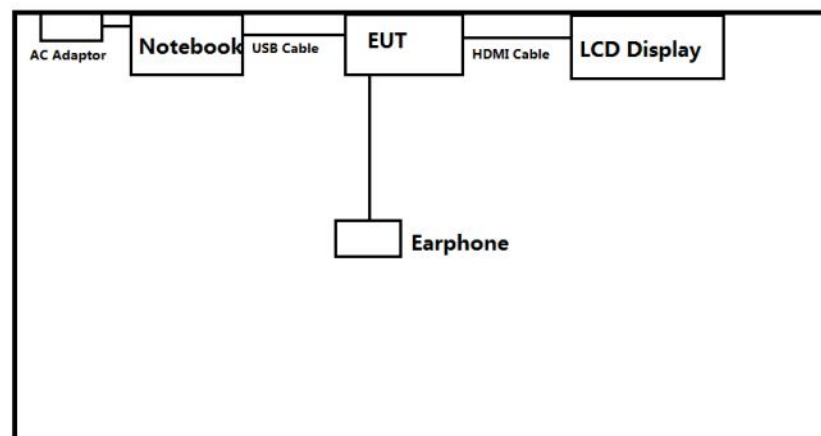 AC Adaptor
Notebook
USB Cable
EUT
HDMI Cable
LCD Display
Earphone